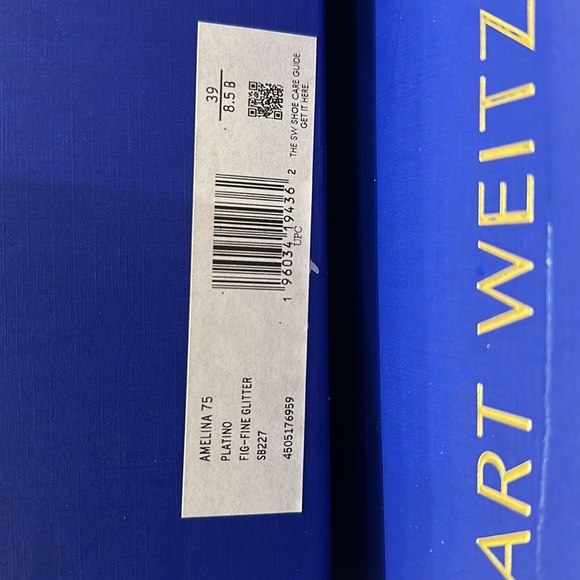 AMELINA 75
PLATINO
FIG-FINE GLITTER
SB227
4505176959
1 96034 19436 2
UPC
39
8.5 B
THE SW SHOE CARE GUIDE.
GET IT HERE.
ART WEITZ